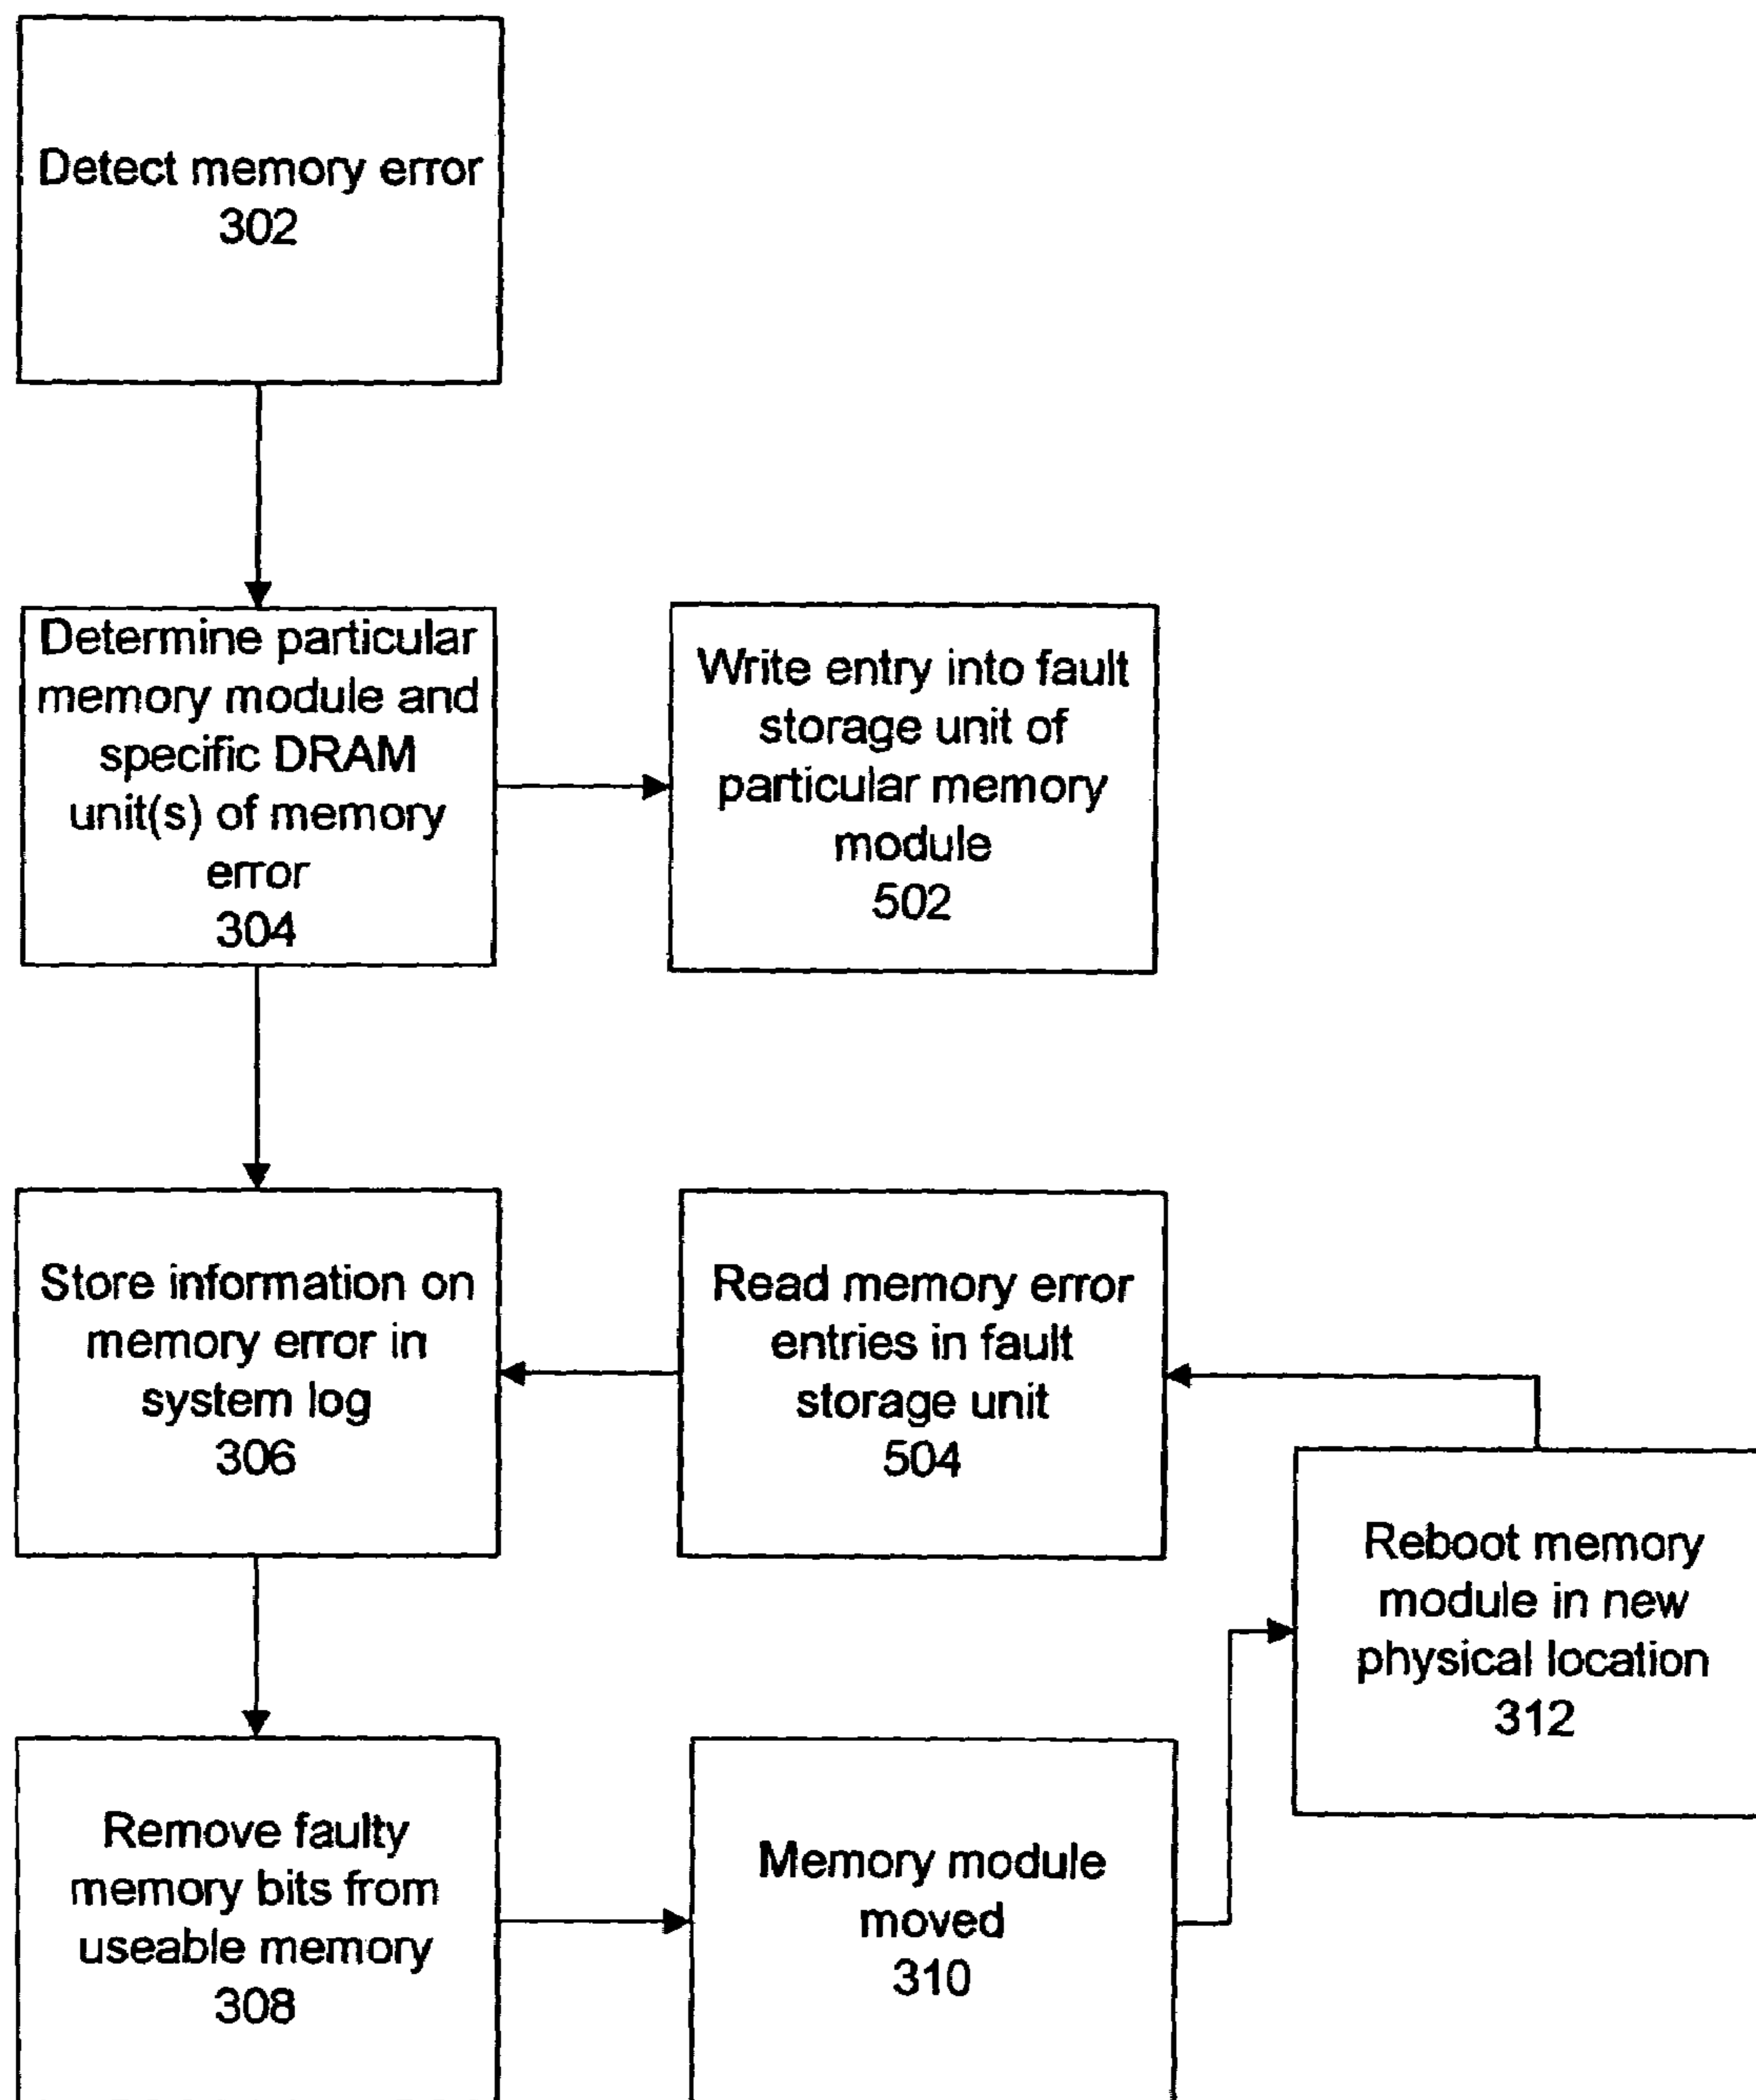 Detect memory error
302
Determine particular
memory module and
specific DRAM
unit(s) of memory
error
304
Write entry into fault
storage unit of
particular memory
module
502
Store information on
memory error in
system log
306
Read memory error
entries in fault
storage unit
504
Reboot memory
module in new
physical location
312
Remove faulty
memory bits from
useable memory
308
Memory module
moved
310